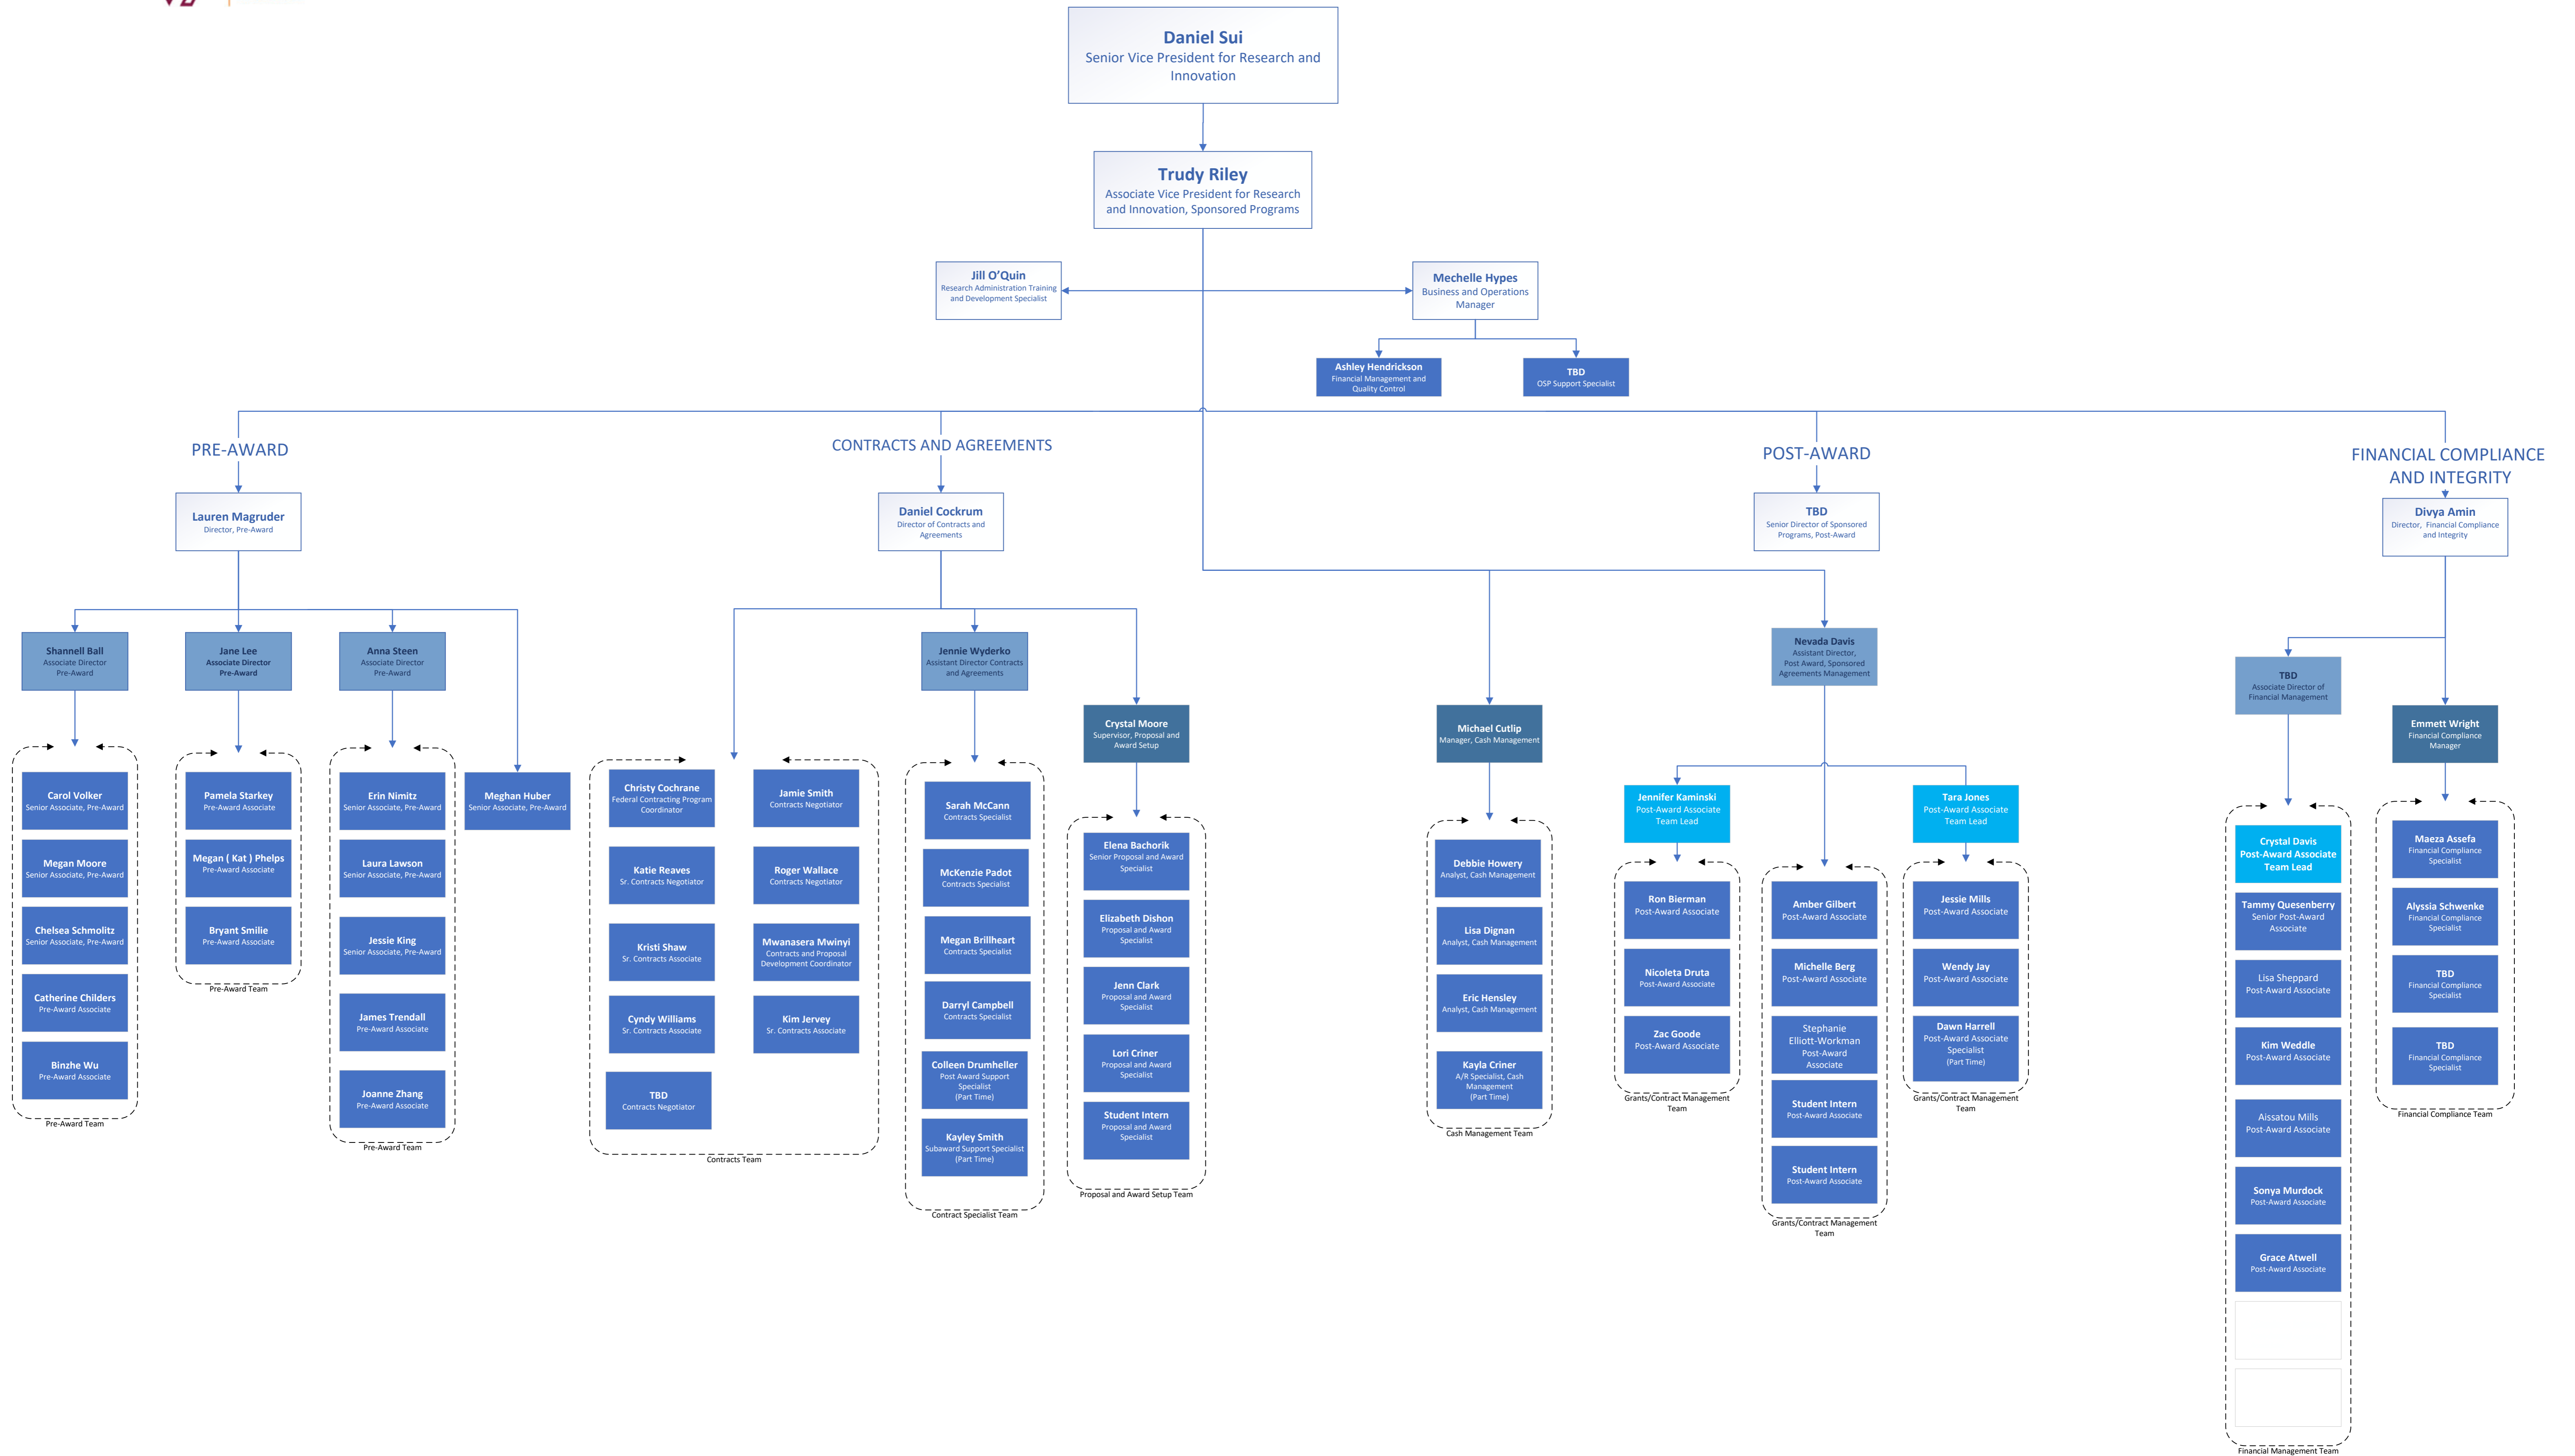 Daniel Sui
Senior Vice President for Research and
Innovation
Trudy Riley
Associate Vice President for Research
and Innovation, Sponsored Programs
Jill O’Quin
Research Administration Training
and Development Specialist
Mechelle Hypes
Business and Operations
Manager
Ashley Hendrickson
Financial Management and
Quality Control
TBD
OSP Support Specialist
PRE-AWARD
Lauren Magruder
Director, Pre-Award
Shannell Ball
Associate Director
Pre-Award
Carol Volker
Senior Associate, Pre-Award
Megan Moore
Senior Associate, Pre-Award
Chelsea Schmolitz
Senior Associate, Pre-Award
Catherine Childers
Pre-Award Associate
Binzhe Wu
Pre-Award Associate
Pre-Award Team
Jane Lee
Associate Director
Pre-Award
Pamela Starkey
Pre-Award Associate
Megan ( Kat ) Phelps
Pre-Award Associate
Bryant Smilie
Pre-Award Associate
Pre-Award Team
Anna Steen
Associate Director
Pre-Award
Erin Nimitz
Senior Associate, Pre-Award
Laura Lawson
Senior Associate, Pre-Award
Jessie King
Senior Associate, Pre-Award
James Trendall
Pre-Award Associate
Joanne Zhang
Pre-Award Associate
Pre-Award Team
Meghan Huber
Senior Associate, Pre-Award
CONTRACTS AND AGREEMENTS
Daniel Cockrum
Director of Contracts and
Agreements
Christy Cochrane
Federal Contracting Program
Coordinator
Jamie Smith
Contracts Negotiator
Katie Reaves
Sr. Contracts Negotiator
Roger Wallace
Contracts Negotiator
Kristi Shaw
Sr. Contracts Associate
Mwanasera Mwinyi
Contracts and Proposal
Development Coordinator
Cyndy Williams
Sr. Contracts Associate
Kim Jervey
Sr. Contracts Associate
TBD
Contracts Negotiator
Contracts Team
Jennie Wyderko
Assistant Director Contracts
and Agreements
Sarah McCann
Contracts Specialist
McKenzie Padot
Contracts Specialist
Megan Brillheart
Contracts Specialist
Darryl Campbell
Contracts Specialist
Colleen Drumheller
Post Award Support
Specialist
(Part Time)
Kayley Smith
Subaward Support Specialist
(Part Time)
Contract Specialist Team
Crystal Moore
Supervisor, Proposal and
Award Setup
Elena Bachorik
Senior Proposal and Award
Specialist
Elizabeth Dishon
Proposal and Award
Specialist
Jenn Clark
Proposal and Award
Specialist
Lori Criner
Proposal and Award
Specialist
Student Intern
Proposal and Award
Specialist
Proposal and Award Setup Team
POST-AWARD
TBD
Senior Director of Sponsored
Programs, Post-Award
Michael Cutlip
Manager, Cash Management
Debbie Howery
Analyst, Cash Management
Lisa Dignan
Analyst, Cash Management
Eric Hensley
Analyst, Cash Management
Kayla Criner
A/R Specialist, Cash
Management
(Part Time)
Cash Management Team
Nevada Davis
Assistant Director,
Post Award, Sponsored
Agreements Management
Jennifer Kaminski
Post-Award Associate
Team Lead
Ron Bierman
Post-Award Associate
Nicoleta Druta
Post-Award Associate
Zac Goode
Post-Award Associate
Grants/Contract Management
Team
Amber Gilbert
Post-Award Associate
Michelle Berg
Post-Award Associate
Stephanie
Elliott-Workman
Post-Award
Associate
Student Intern
Post-Award Associate
Student Intern
Post-Award Associate
Grants/Contract Management
Team
Tara Jones
Post-Award Associate
Team Lead
Jessie Mills
Post-Award Associate
Wendy Jay
Post-Award Associate
Dawn Harrell
Post-Award Associate
Specialist
(Part Time)
Grants/Contract Management
Team
FINANCIAL COMPLIANCE
AND INTEGRITY
Divya Amin
Director, Financial Compliance
and Integrity
TBD
Associate Director of
Financial Management
Crystal Davis
Post-Award Associate
Team Lead
Tammy Quesenberry
Senior Post-Award
Associate
Lisa Sheppard
Post-Award Associate
Kim Weddle
Post-Award Associate
Aissatou Mills
Post-Award Associate
Sonya Murdock
Post-Award Associate
Grace Atwell
Post-Award Associate
Financial Management Team
Emmett Wright
Financial Compliance
Manager
Maeza Assefa
Financial Compliance
Specialist
Alyssia Schwenke
Financial Compliance
Specialist
TBD
Financial Compliance
Specialist
TBD
Financial Compliance
Specialist
Financial Compliance Team